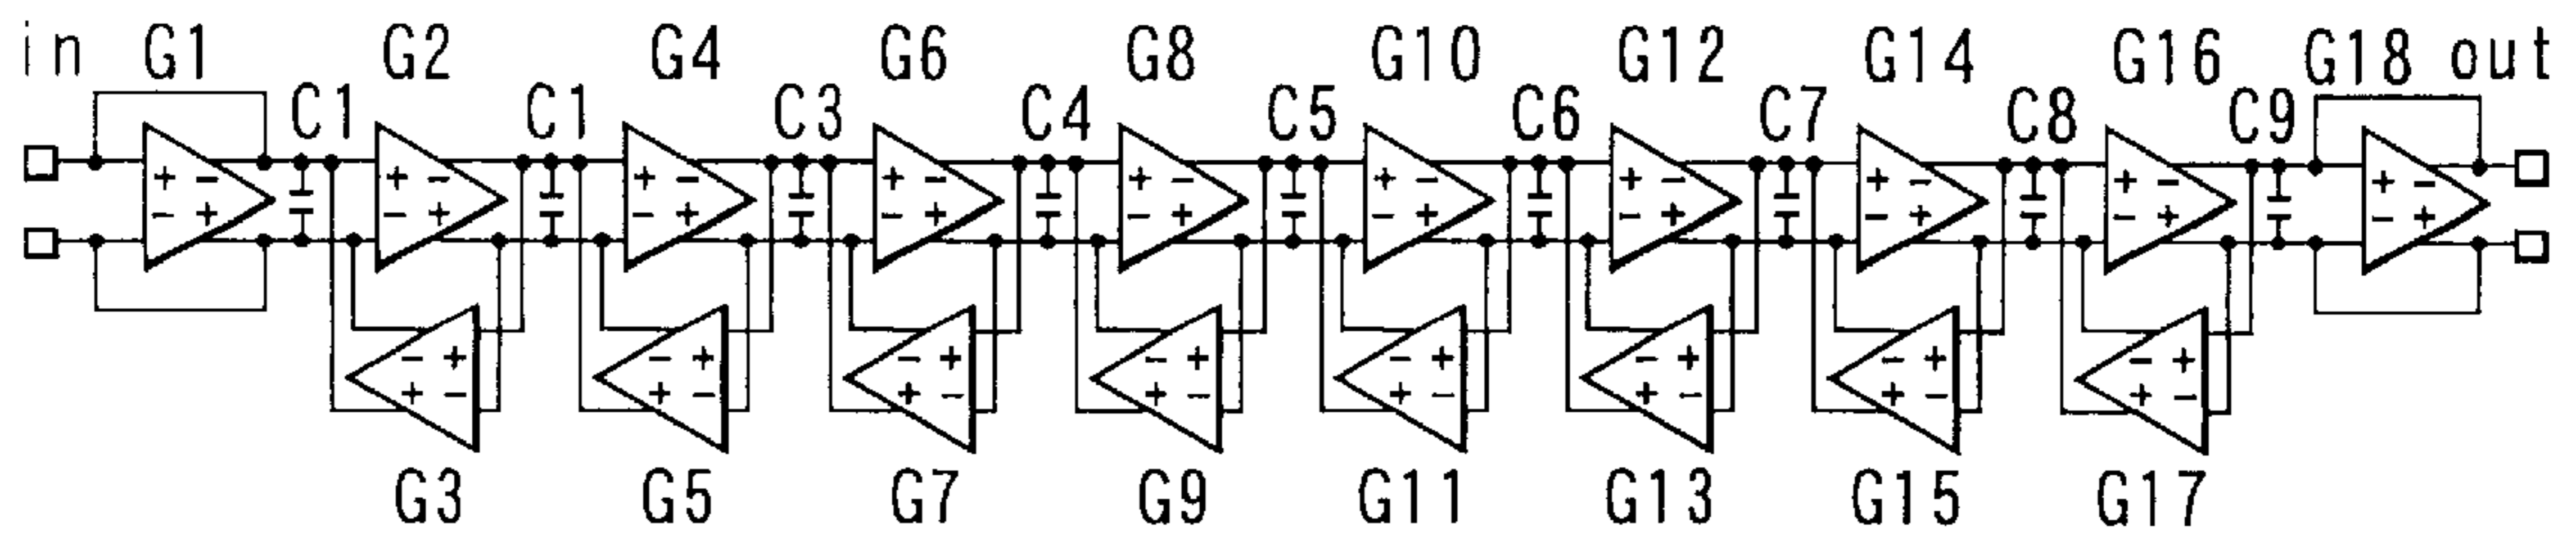 in G1 G2 G4 G6 G8 G10 G12 G14 G16 G18 out
C1 C1 C3 C4 C5 C6 C7 C8 C9
+ − + − + − + − + − + − + − + − + − + −
− + − + − + − + − + − + − + − + − + − +
− + − + − + − + − + − + − + − +
+ − + − + − + − + − + − + − + −
G3 G5 G7 G9 G11 G13 G15 G17